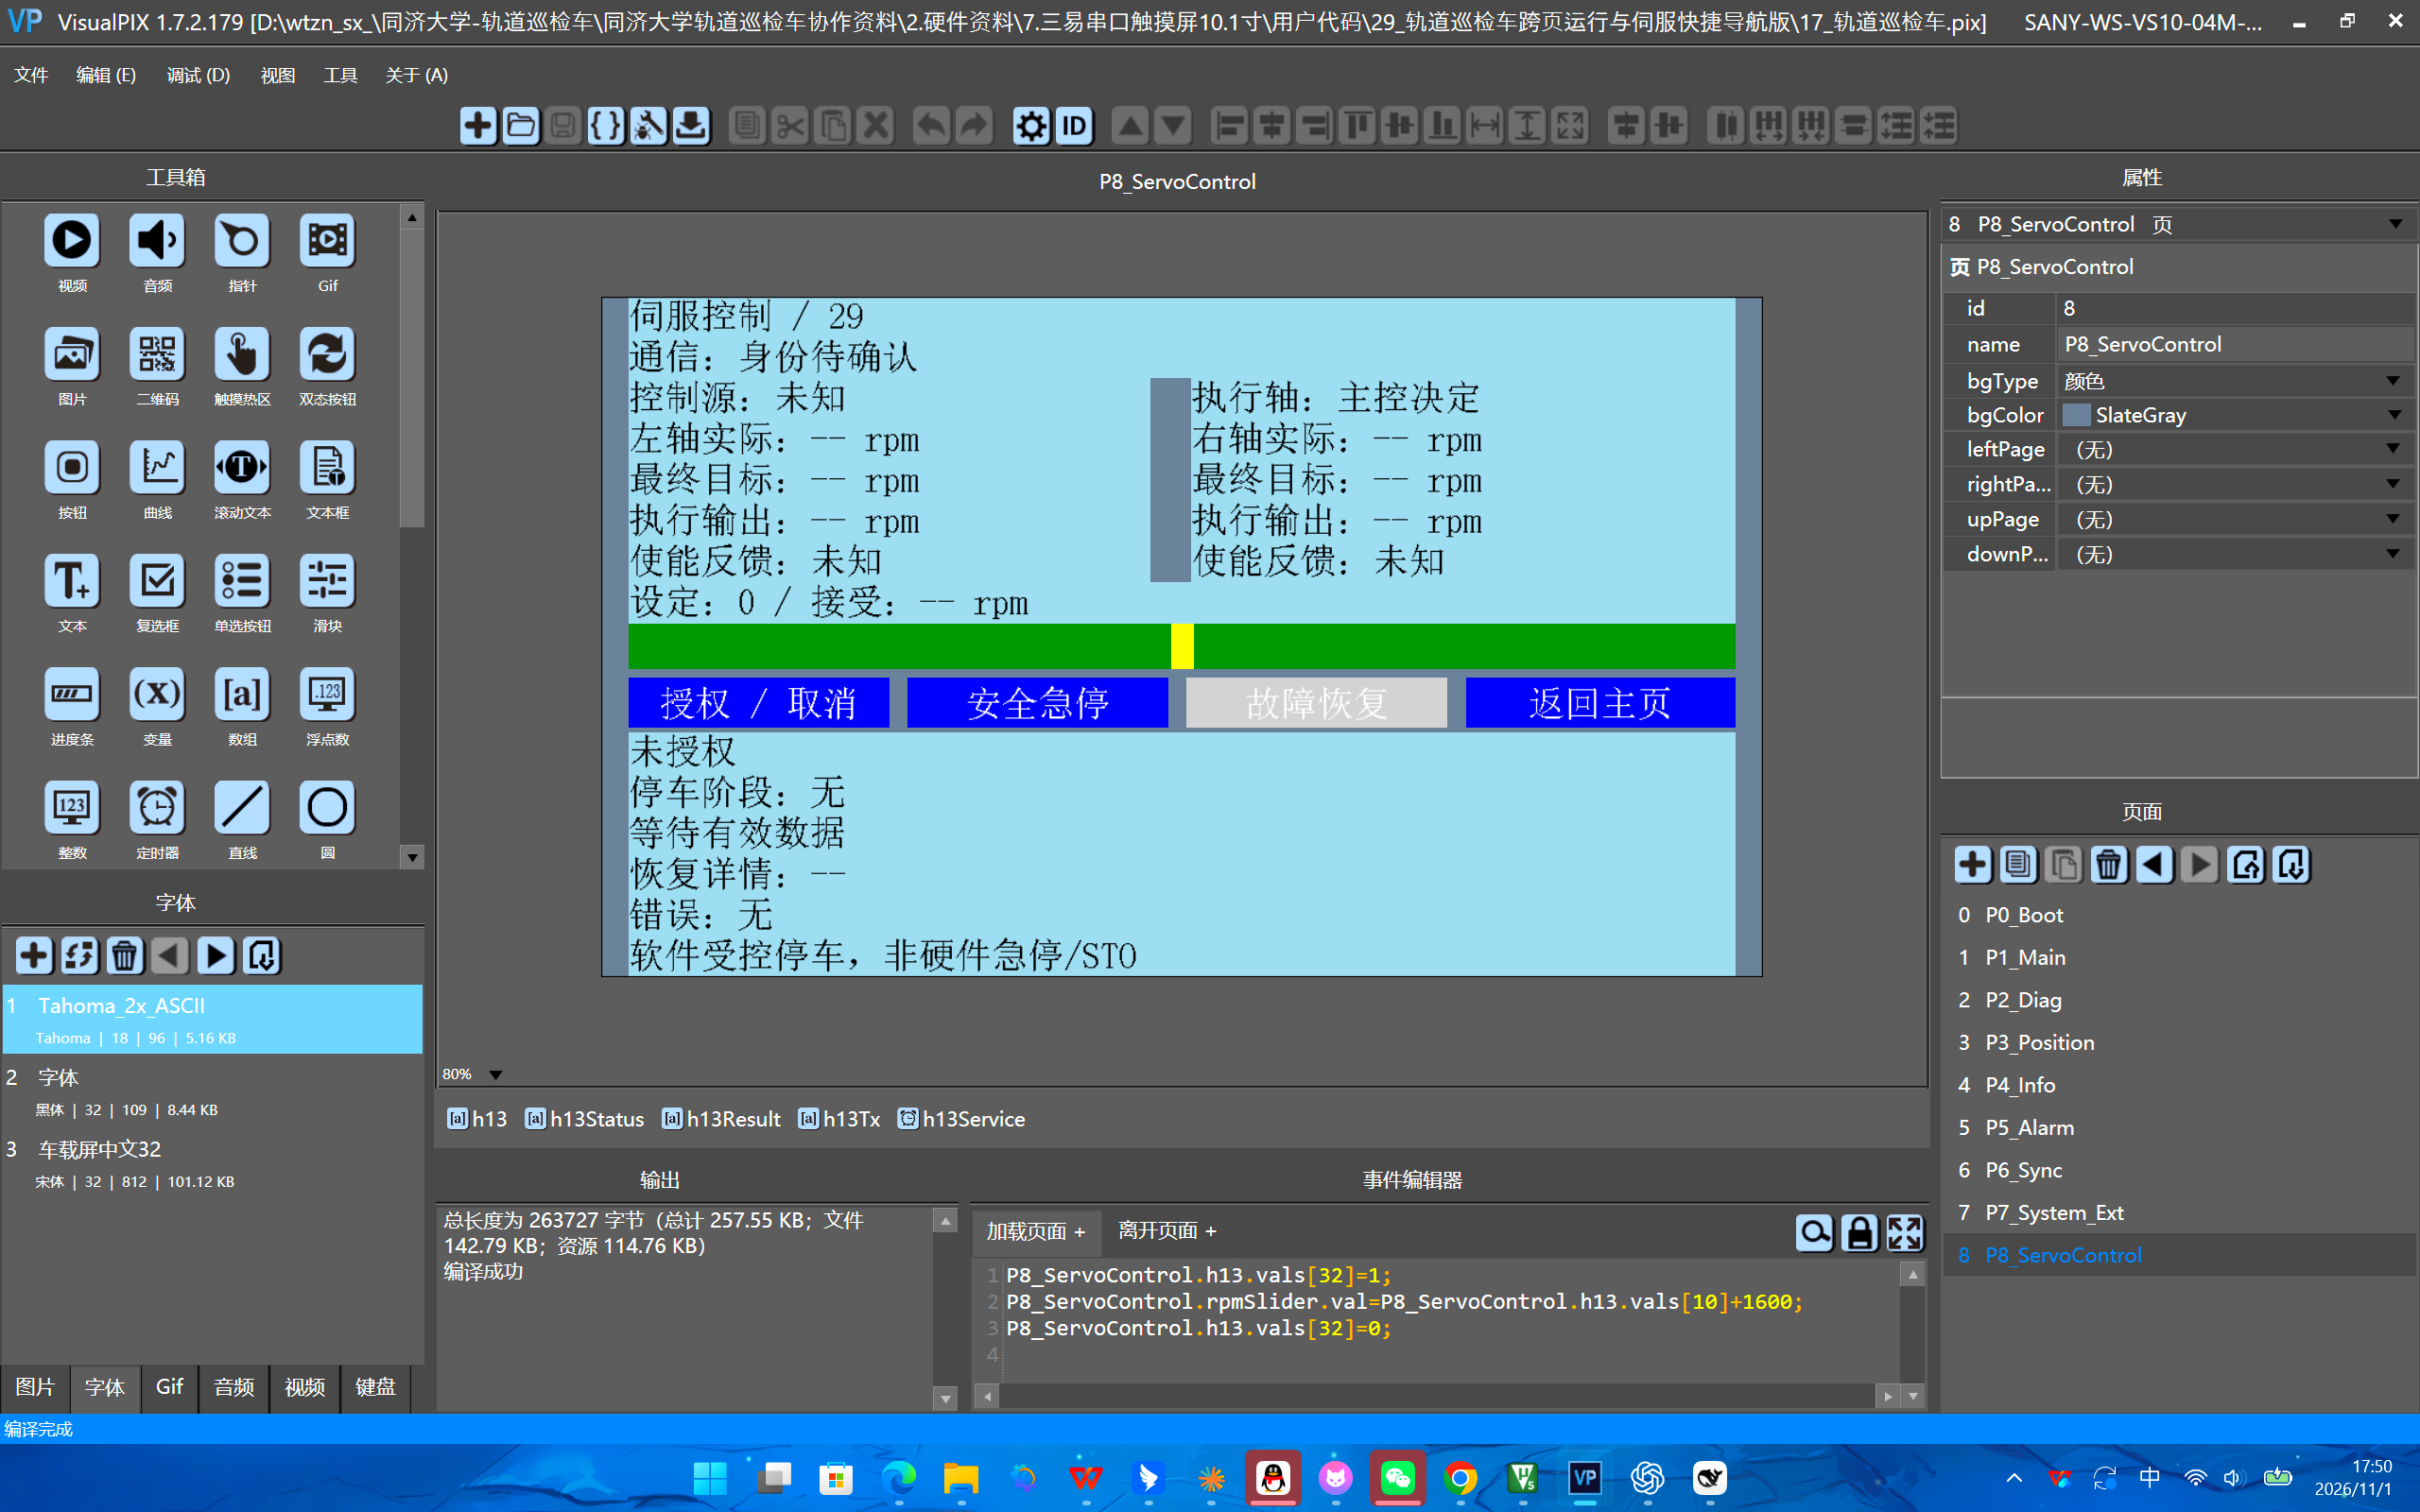 VP VisualPIX 1.7.2.179 [D:\wtzn_sx_\同济大学-轨道巡检车\同济大学轨道巡检车协作资料\2.硬件资料\7.三易串口触摸屏10.1寸\用户代码\29_轨道巡检车跨页运行与伺服快捷导航版\17_轨道巡检车.pix] SANY-WS-VS10-04M-...
文件 编辑 (E) 调试 (D) 视图 工具 关于 (A)
ID
工具箱
视频 音频 指针 Gif
图片 二维码 触摸热区 双态按钮
按钮 曲线 滚动文本 文本框
文本 复选框 单选按钮 滑块
进度条 变量 数组 浮点数
整数 定时器 直线 圆
字体
1 Tahoma_2x_ASCII
Tahoma | 18 | 96 | 5.16 KB
2 字体
黑体 | 32 | 109 | 8.44 KB
3 车载屏中文32
宋体 | 32 | 812 | 101.12 KB
图片 字体 Gif 音频 视频 键盘
编译完成
P8_ServoControl
伺服控制 / 29
通信：身份待确认
控制源：未知 执行轴：主控决定
左轴实际：-- rpm 右轴实际：-- rpm
最终目标：-- rpm 最终目标：-- rpm
执行输出：-- rpm 执行输出：-- rpm
使能反馈：未知 使能反馈：未知
设定：0 / 接受：-- rpm
授权 / 取消 安全急停 故障恢复 返回主页
未授权
停车阶段：无
等待有效数据
恢复详情：--
错误：无
软件受控停车，非硬件急停/STO
80%
[a] h13 [a] h13Status [a] h13Result [a] h13Tx h13Service
输出
总长度为 263727 字节（总计 257.55 KB；文件
142.79 KB；资源 114.76 KB）
编译成功
事件编辑器
加载页面 + 离开页面 +
1 P8_ServoControl.h13.vals[32]=1;
2 P8_ServoControl.rpmSlider.val=P8_ServoControl.h13.vals[10]+1600;
3 P8_ServoControl.h13.vals[32]=0;
4
属性
8 P8_ServoControl 页
页 P8_ServoControl
id 8
name P8_ServoControl
bgType 颜色
bgColor SlateGray
leftPage （无）
rightPa... （无）
upPage （无）
downP... （无）
页面
0 P0_Boot
1 P1_Main
2 P2_Diag
3 P3_Position
4 P4_Info
5 P5_Alarm
6 P6_Sync
7 P7_System_Ext
8 P8_ServoControl
VP
中
17:50
2026/11/1